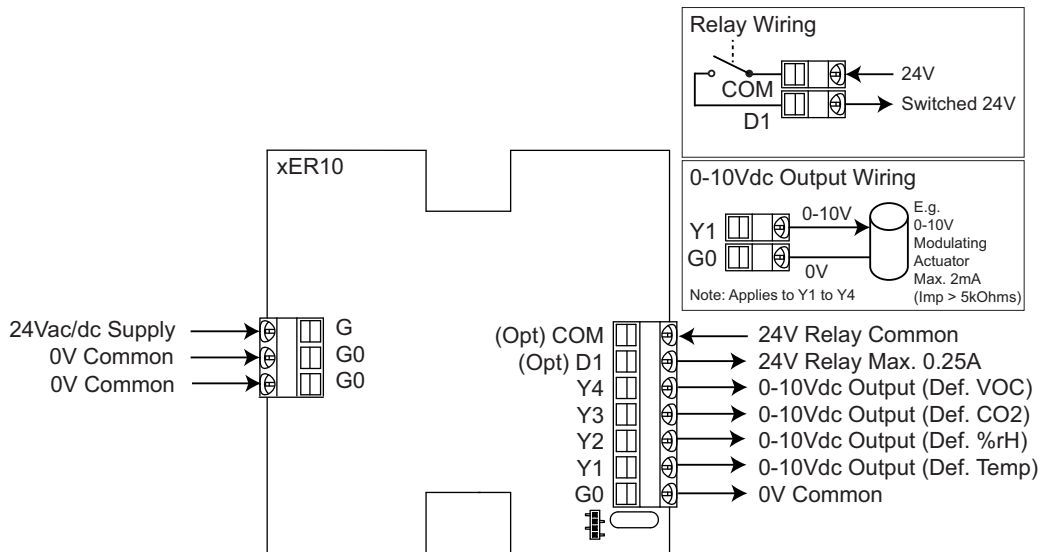 Relay Wiring
24V
COM
Switched 24V
D1
xER10
0-10Vdc Output Wiring
E.g.
0-10V
Modulating
Actuator
Max. 2mA
(Imp > 5kOhms)
0-10V
Y1
G0
0V
Note: Applies to Y1 to Y4
24Vac/dc Supply
G
0V Common
G0
0V Common
G0
(Opt) COM
24V Relay Common
(Opt) D1
24V Relay Max. 0.25A
Y4
0-10Vdc Output (Def. VOC)
Y3
0-10Vdc Output (Def. CO2)
Y2
0-10Vdc Output (Def. %rH)
Y1
0-10Vdc Output (Def. Temp)
G0
0V Common